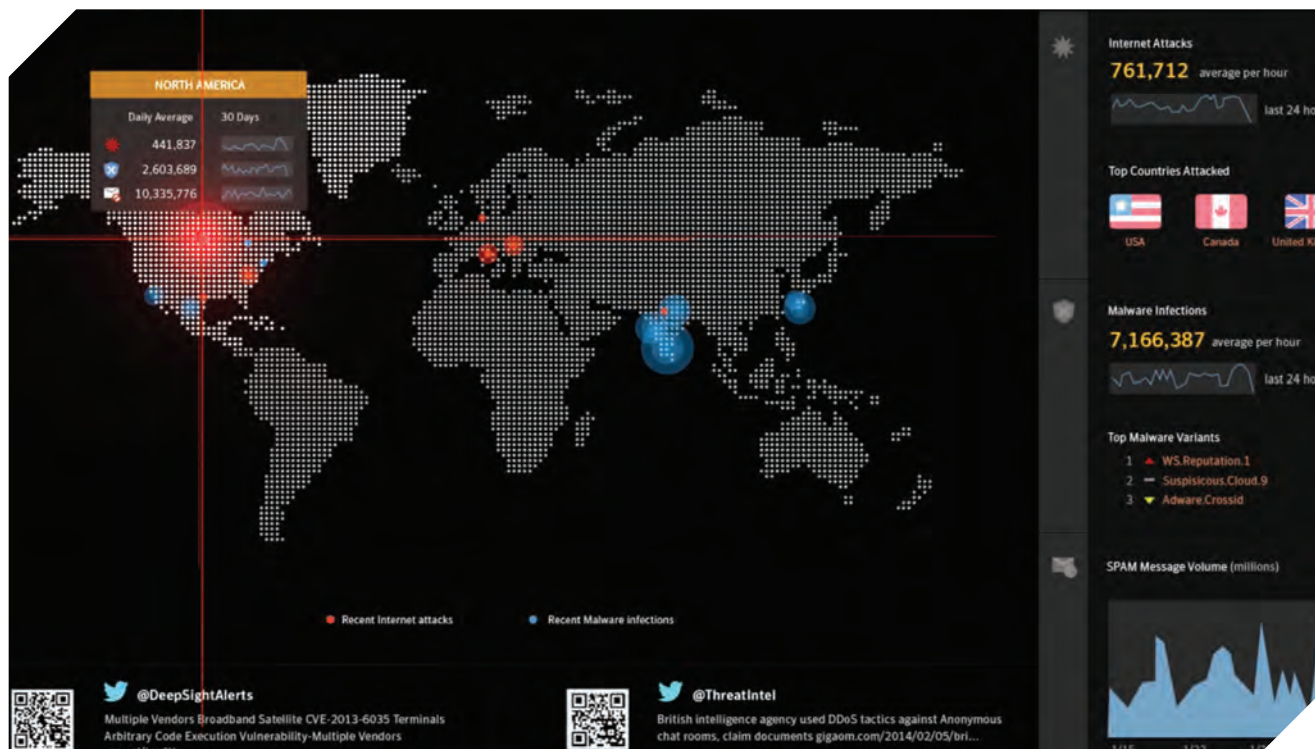 NORTH AMERICA
Daily Average 30 Days
441,837
2,603,689
10,335,776
Recent Internet attacks
Recent Malware infections
@DeepSightAlerts
Multiple Vendors Broadband Satellite CVE-2013-6035 Terminals
Arbitrary Code Execution Vulnerability-Multiple Vendors
@ThreatIntel
British intelligence agency used DDoS tactics against Anonymous
chat rooms, claim documents gigaom.com/2014/02/05/bri...
Internet Attacks
761,712 average per hour
last 24 ho
Top Countries Attacked
USA Canada United K
Malware Infections
7,166,387 average per hour
last 24 ho
Top Malware Variants
1 WS.Reputation.1
2 Suspisicous.Cloud.9
3 Adware.Crossid
SPAM Message Volume (millions)